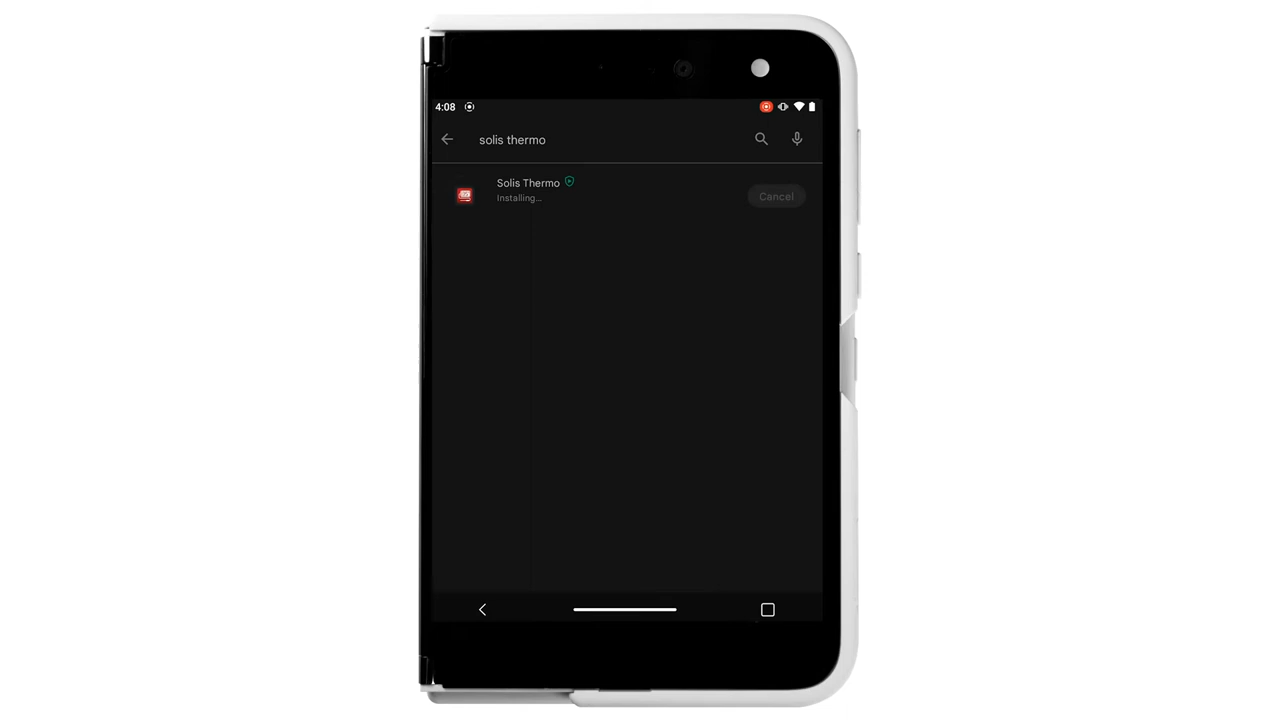 4:08
solis thermo
Solis Thermo
Installing...
Cancel